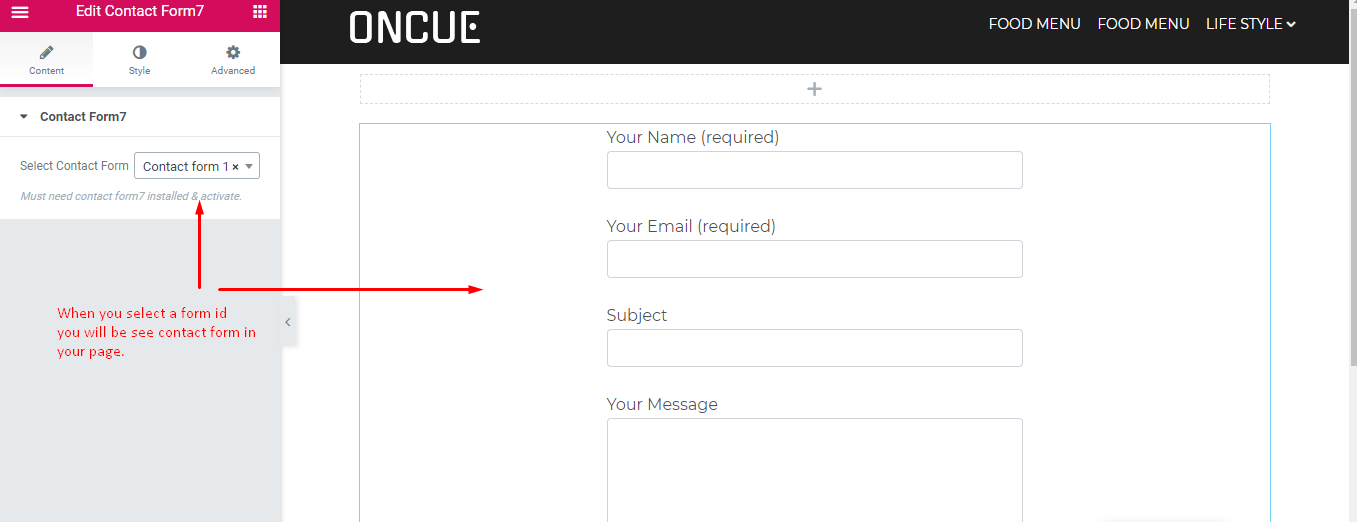 Edit Contact Form7
Content
Style
Advanced
Contact Form7
Select Contact Form
Contact form 1 ×
Must need contact form7 installed & activate.
When you select a form id
you will be see contact form in
your page.
ONCUE
FOOD MENU FOOD MENU LIFE STYLE
Your Name (required)
Your Email (required)
Subject
Your Message